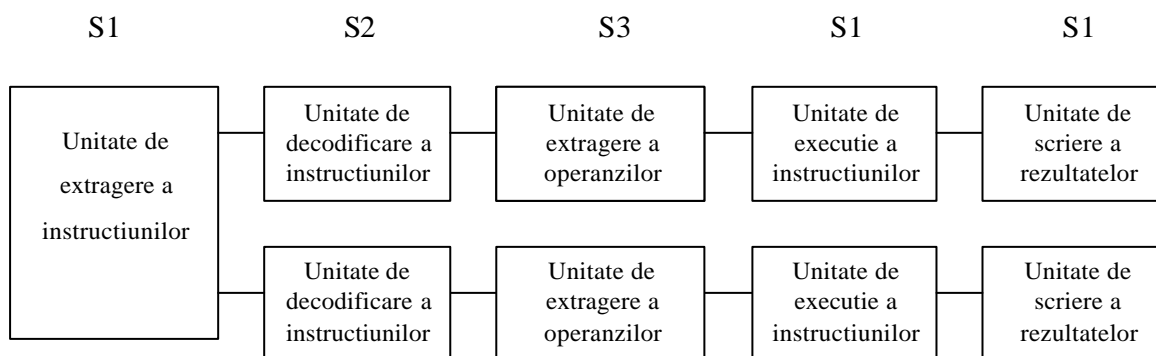 S1 S2 S3 S1 S1
Unitate de
extragere a
instructiunilor
Unitate de
decodificare a
instructiunilor
Unitate de
extragere a
operanzilor
Unitate de
executie a
instructiunilor
Unitate de
scriere a
rezultatelor
Unitate de
decodificare a
instructiunilor
Unitate de
extragere a
operanzilor
Unitate de
executie a
instructiunilor
Unitate de
scriere a
rezultatelor